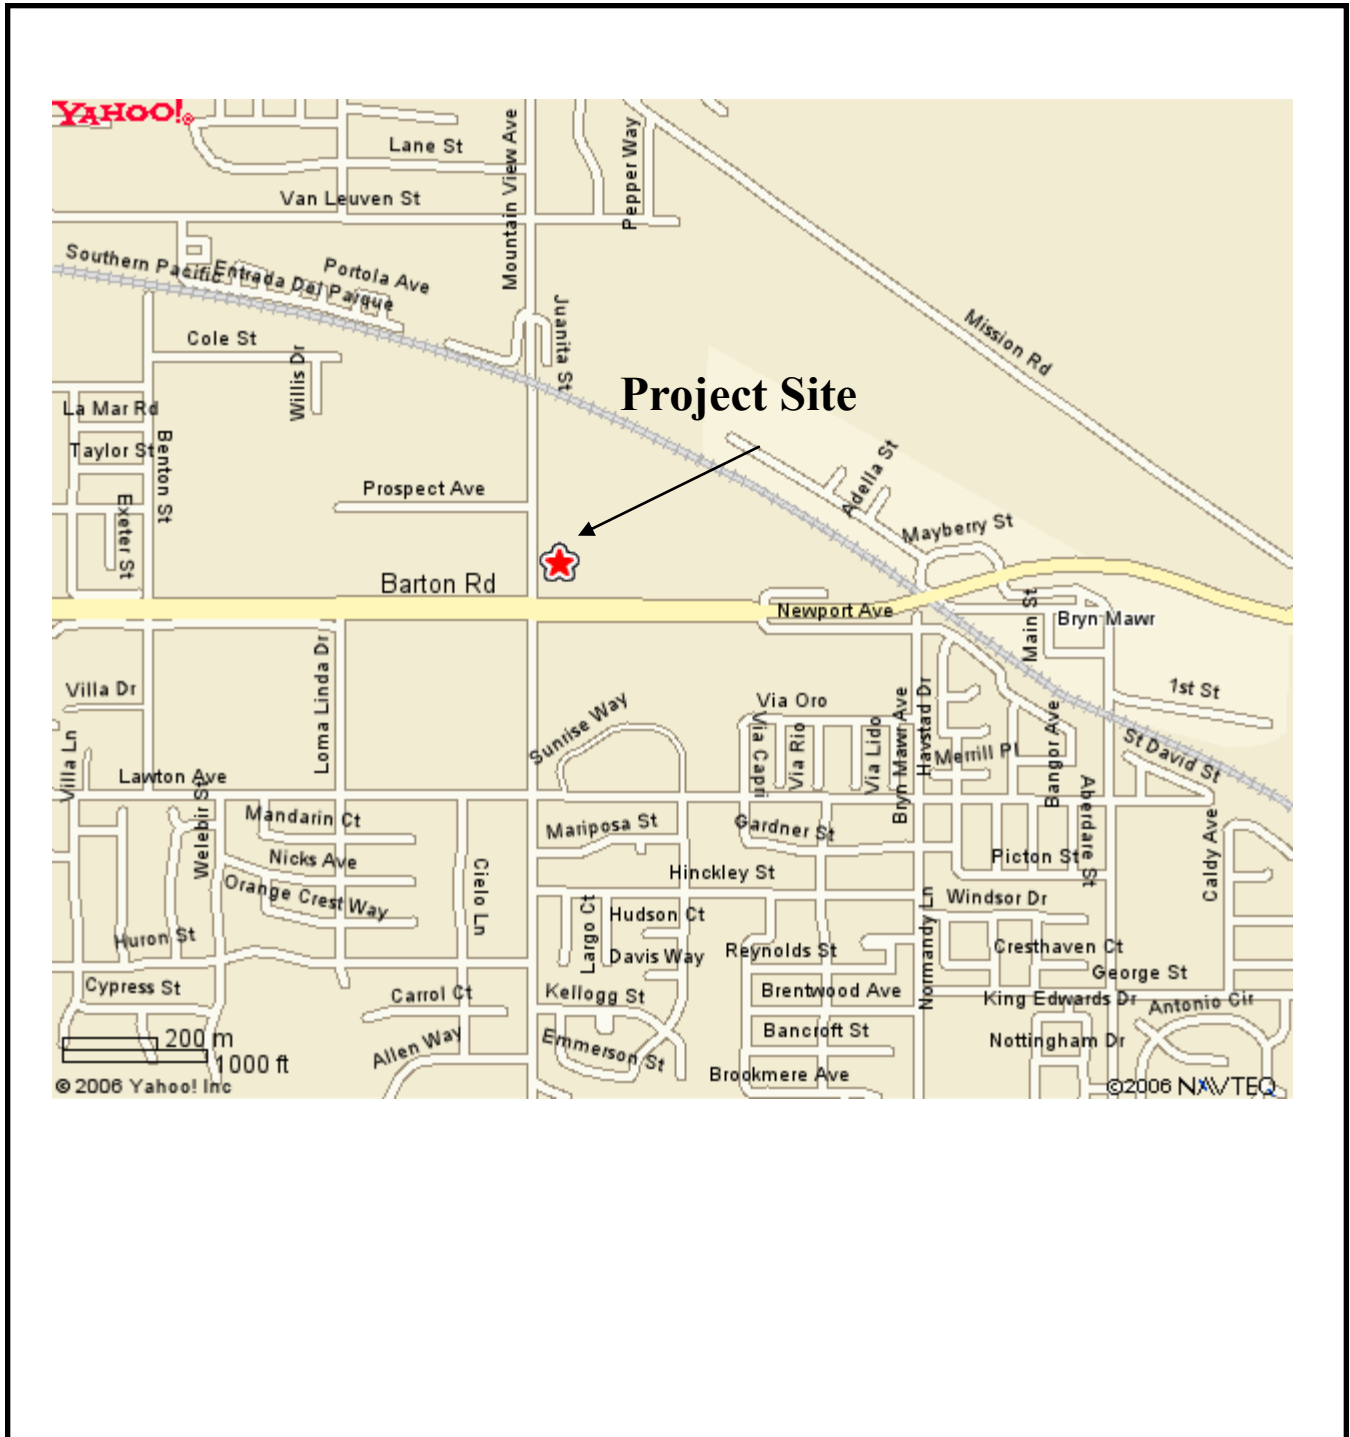 YAHOO!
Lane St
Mountain View Ave
Pepper Way
Van Leuven St
Southern Pacific
Entrada Del Parque
Portola Ave
Juanita St
Mission Rd
Cole St
Willis Dr
Project Site
La Mar Rd
Taylor St
Benton St
Exeter St
Prospect Ave
Adella St
Mayberry St
Barton Rd
Newport Ave
Main St
Bryn Mawr
Villa Dr
Loma Linda Dr
Sunrise Way
Via Oro
Via Capri
Via Rio
Via Lido
Bryn Mawr Ave
Havstad Dr
Merrill Pl
Bangor Ave
1st St
St David St
Villa Ln
Lawton Ave
Welebir St
Mandarin Ct
Mariposa St
Gardner St
Aberdare St
Caldy Ave
Nicks Ave
Orange Crest Way
Cielo Ln
Hinckley St
Picton St
Windsor Dr
Normandy Ln
Huron St
Largo Ct
Hudson Ct
Davis Way
Reynolds St
Cresthaven Ct
George St
Cypress St
Carrol Ct
Kellogg St
Brentwood Ave
King Edwards Dr
Antonio Cir
200 m
1000 ft
Allen Way
Emmerson St
Bancroft St
Nottingham Dr
Brookmere Ave
© 2006 Yahoo! Inc
©2006 NAVTEQ